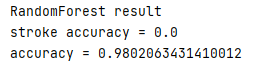 RandomForest result
stroke accuracy = 0.0
accuracy = 0.9802063431410012